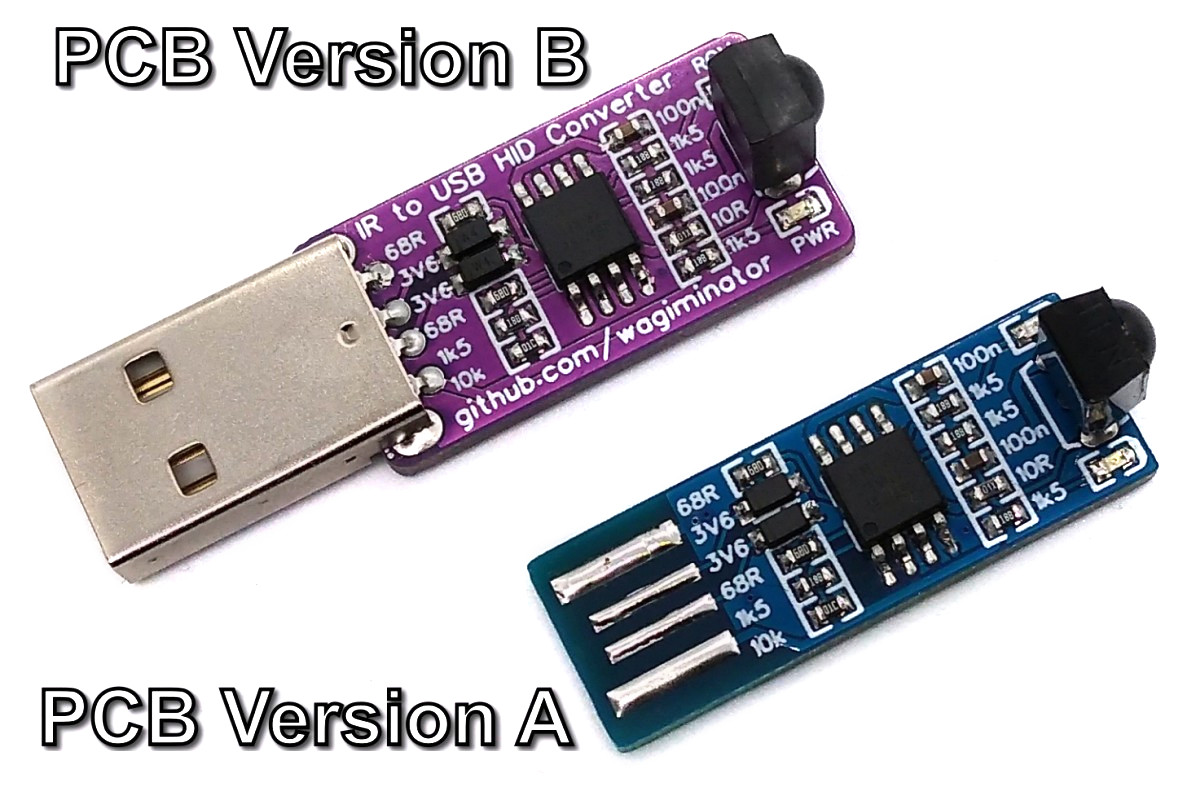 PCB Version B
IR to USB HID Converter
68R
3V6
3V6
68R
1k5
10k
100n
1k5
1k5
100n
10R
1k5
PWR
github.com/wagiminator
68R
3V6
3V6
68R
1k5
10k
100n
1k5
1k5
100n
10R
1k5
PCB Version A